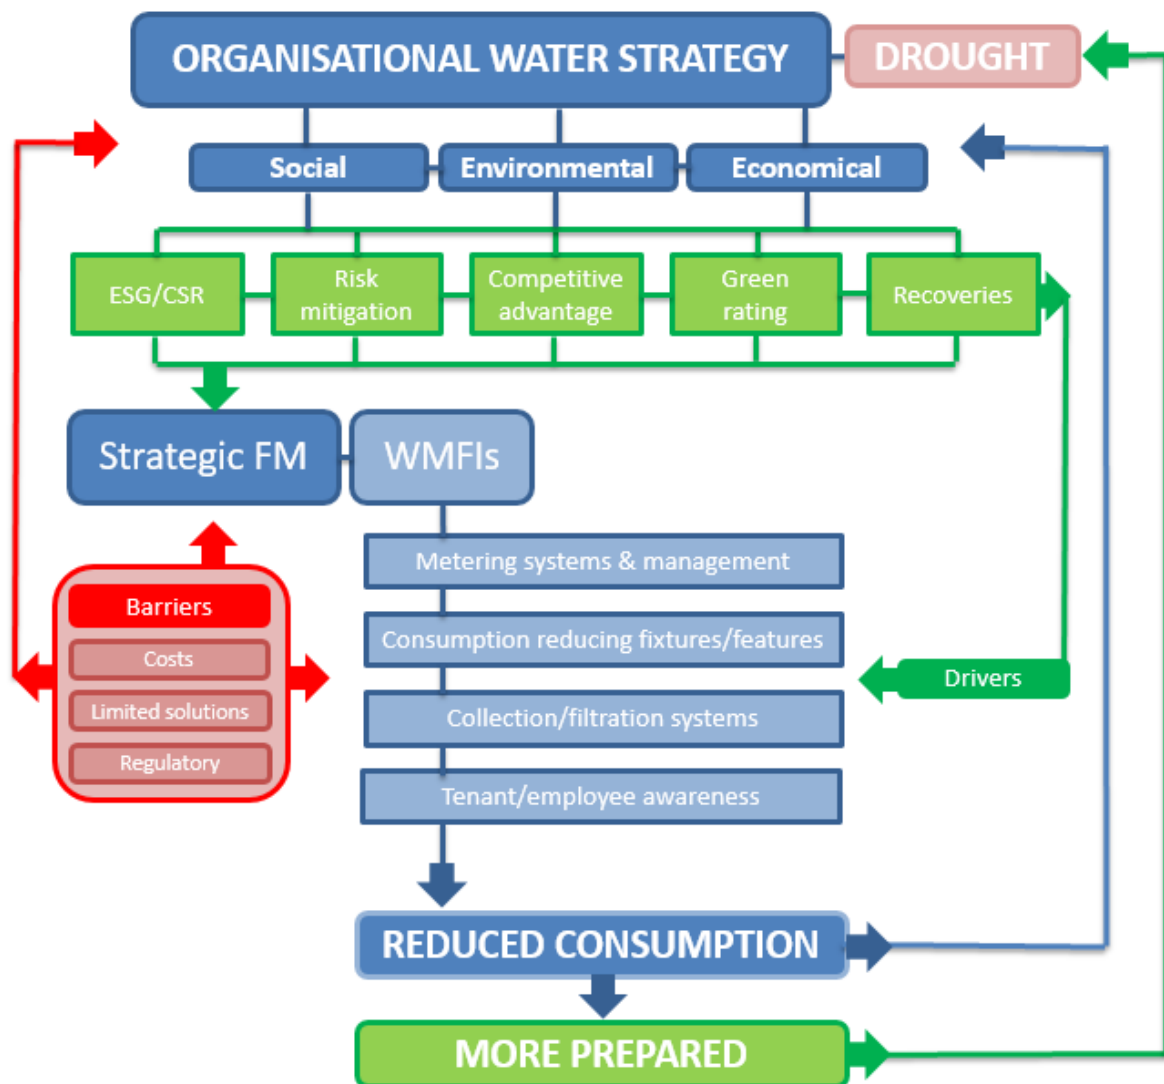 ORGANISATIONAL WATER STRATEGY
DROUGHT
Social
Environmental
Economical
ESG/CSR
Risk
mitigation
Competitive
advantage
Green
rating
Recoveries
Strategic FM
WMFIs
Metering systems & management
Barriers
Consumption reducing fixtures/features
Costs
Drivers
Limited solutions
Collection/filtration systems
Regulatory
Tenant/employee awareness
REDUCED CONSUMPTION
MORE PREPARED